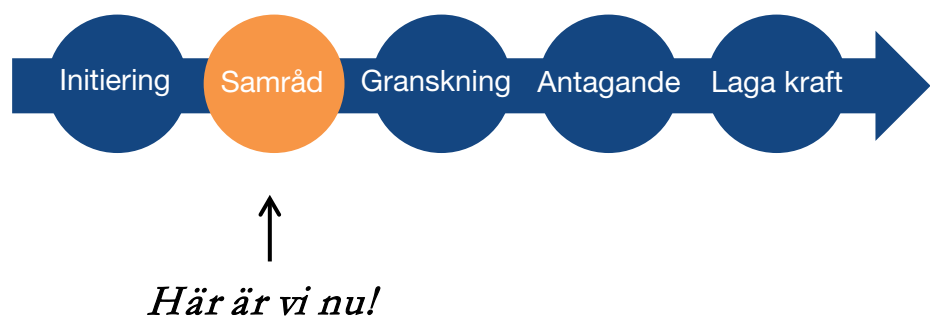 Initiering Samråd Granskning Antagande Laga kraft
Här är vi nu!